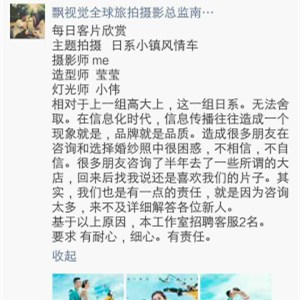 飘视觉全球旅拍摄影总监南…
每日客片欣赏
主题拍摄 日系小镇风情车
摄影师 me
造型师 莹莹
灯光师 小伟
相对于上一组高大上，这一组日系。无法舍
取。在信息化时代，信息传播往往造成一个
现象就是，品牌就是品质。造成很多朋友在
咨询和选择婚纱照中很困惑，不相信，不自
信。很多朋友咨询了半年去了一些所谓的大
店，回来后找我说还是喜欢我们的片子。其
实，我们也是有一点的责任，就是因为咨询
太多，来不及详细解答各位新人。
基于以上原因，本工作室招聘客服2名。
要求 有耐心，细心。有责任。
收起